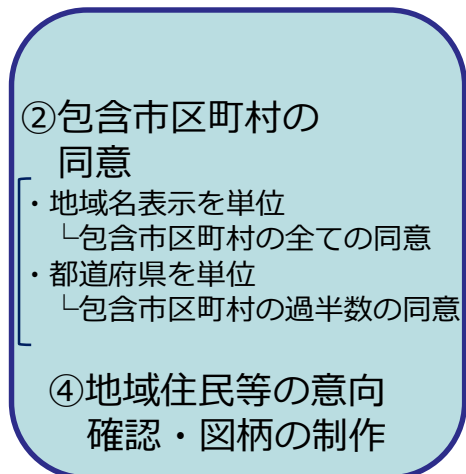 ②包含市区町村の
同意
・地域名表示を単位
└包含市区町村の全ての同意
・都道府県を単位
└包含市区町村の過半数の同意
④地域住民等の意向
確認・図柄の制作